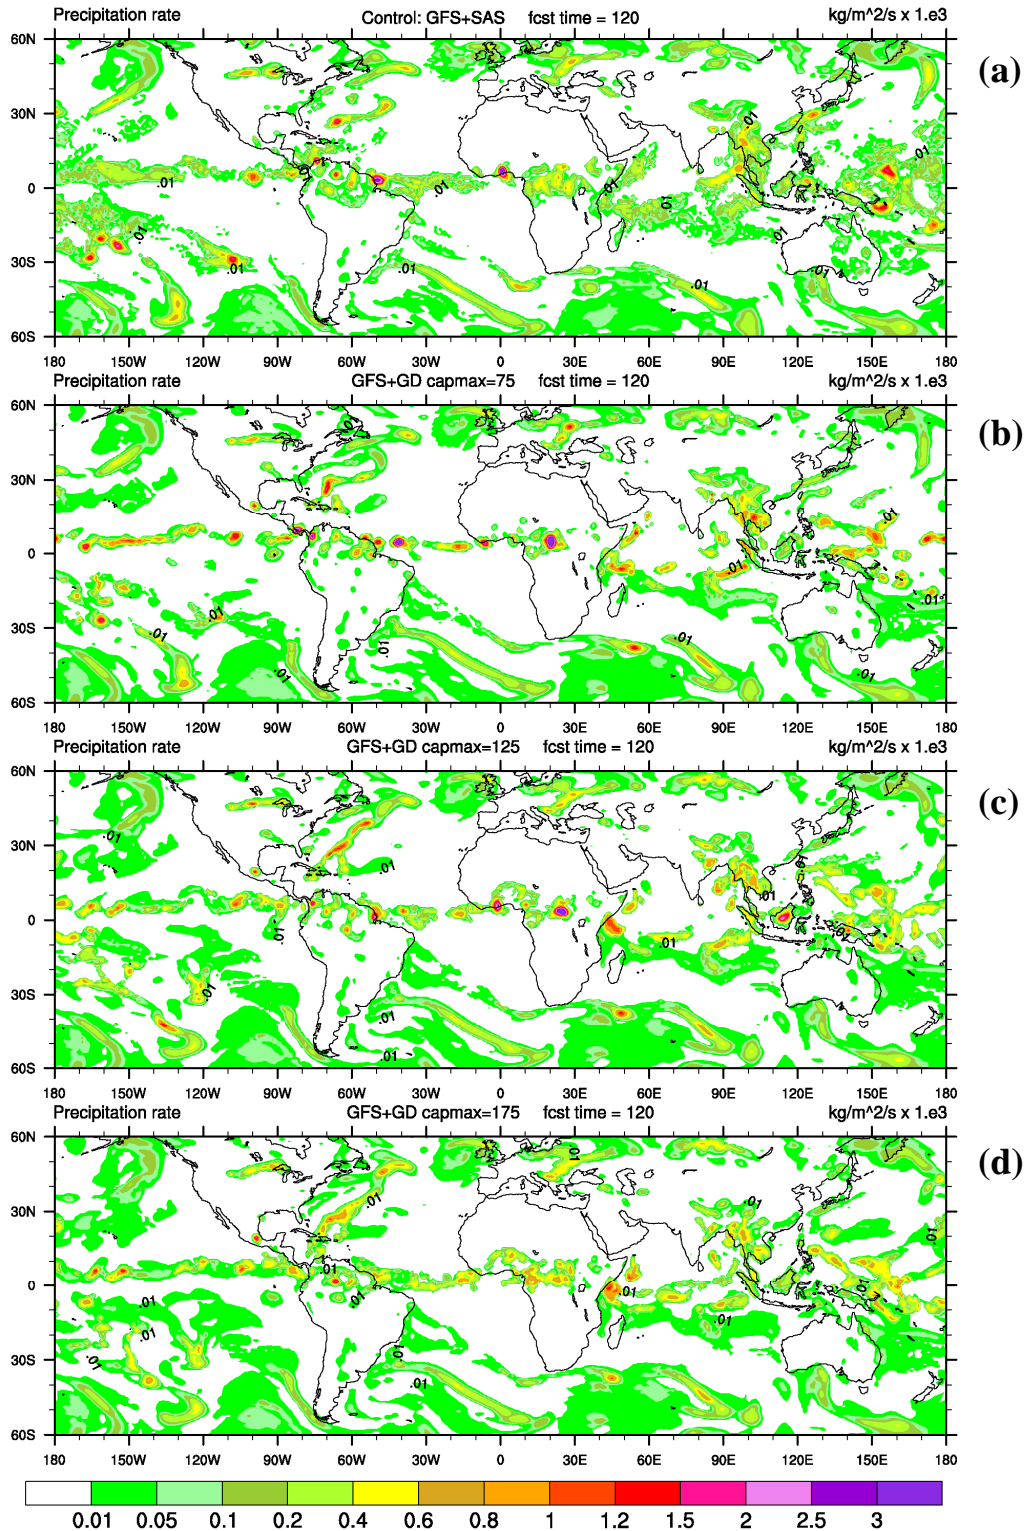 Precipitation rate Control: GFS+SAS fcst time = 120 kg/m^2/s x 1.e3
(a)
60N
30N
0
30S
60S
.01 .01 .01 .01 .01 .01 .01 .01 .01 .01 .01
180 150W 120W 90W 60W 30W 0 30E 60E 90E 120E 150E 180
Precipitation rate GFS+GD capmax=75 fcst time = 120 kg/m^2/s x 1.e3
(b)
60N
30N
0
30S
60S
.01 .01 .01 .01 .01 .01 .01 .01 .01 .01
180 150W 120W 90W 60W 30W 0 30E 60E 90E 120E 150E 180
Precipitation rate GFS+GD capmax=125 fcst time = 120 kg/m^2/s x 1.e3
(c)
60N
30N
0
30S
60S
.01 .01 .01 .01 .01 .01 .01 .01 .01
180 150W 120W 90W 60W 30W 0 30E 60E 90E 120E 150E 180
Precipitation rate GFS+GD capmax=175 fcst time = 120 kg/m^2/s x 1.e3
(d)
60N
30N
0
30S
60S
.01 .01 .01 .01 .01 .01 .01 .01 .01 .01 .01 .01 .01
180 150W 120W 90W 60W 30W 0 30E 60E 90E 120E 150E 180
0.01 0.05 0.1 0.2 0.4 0.6 0.8 1 1.2 1.5 2 2.5 3